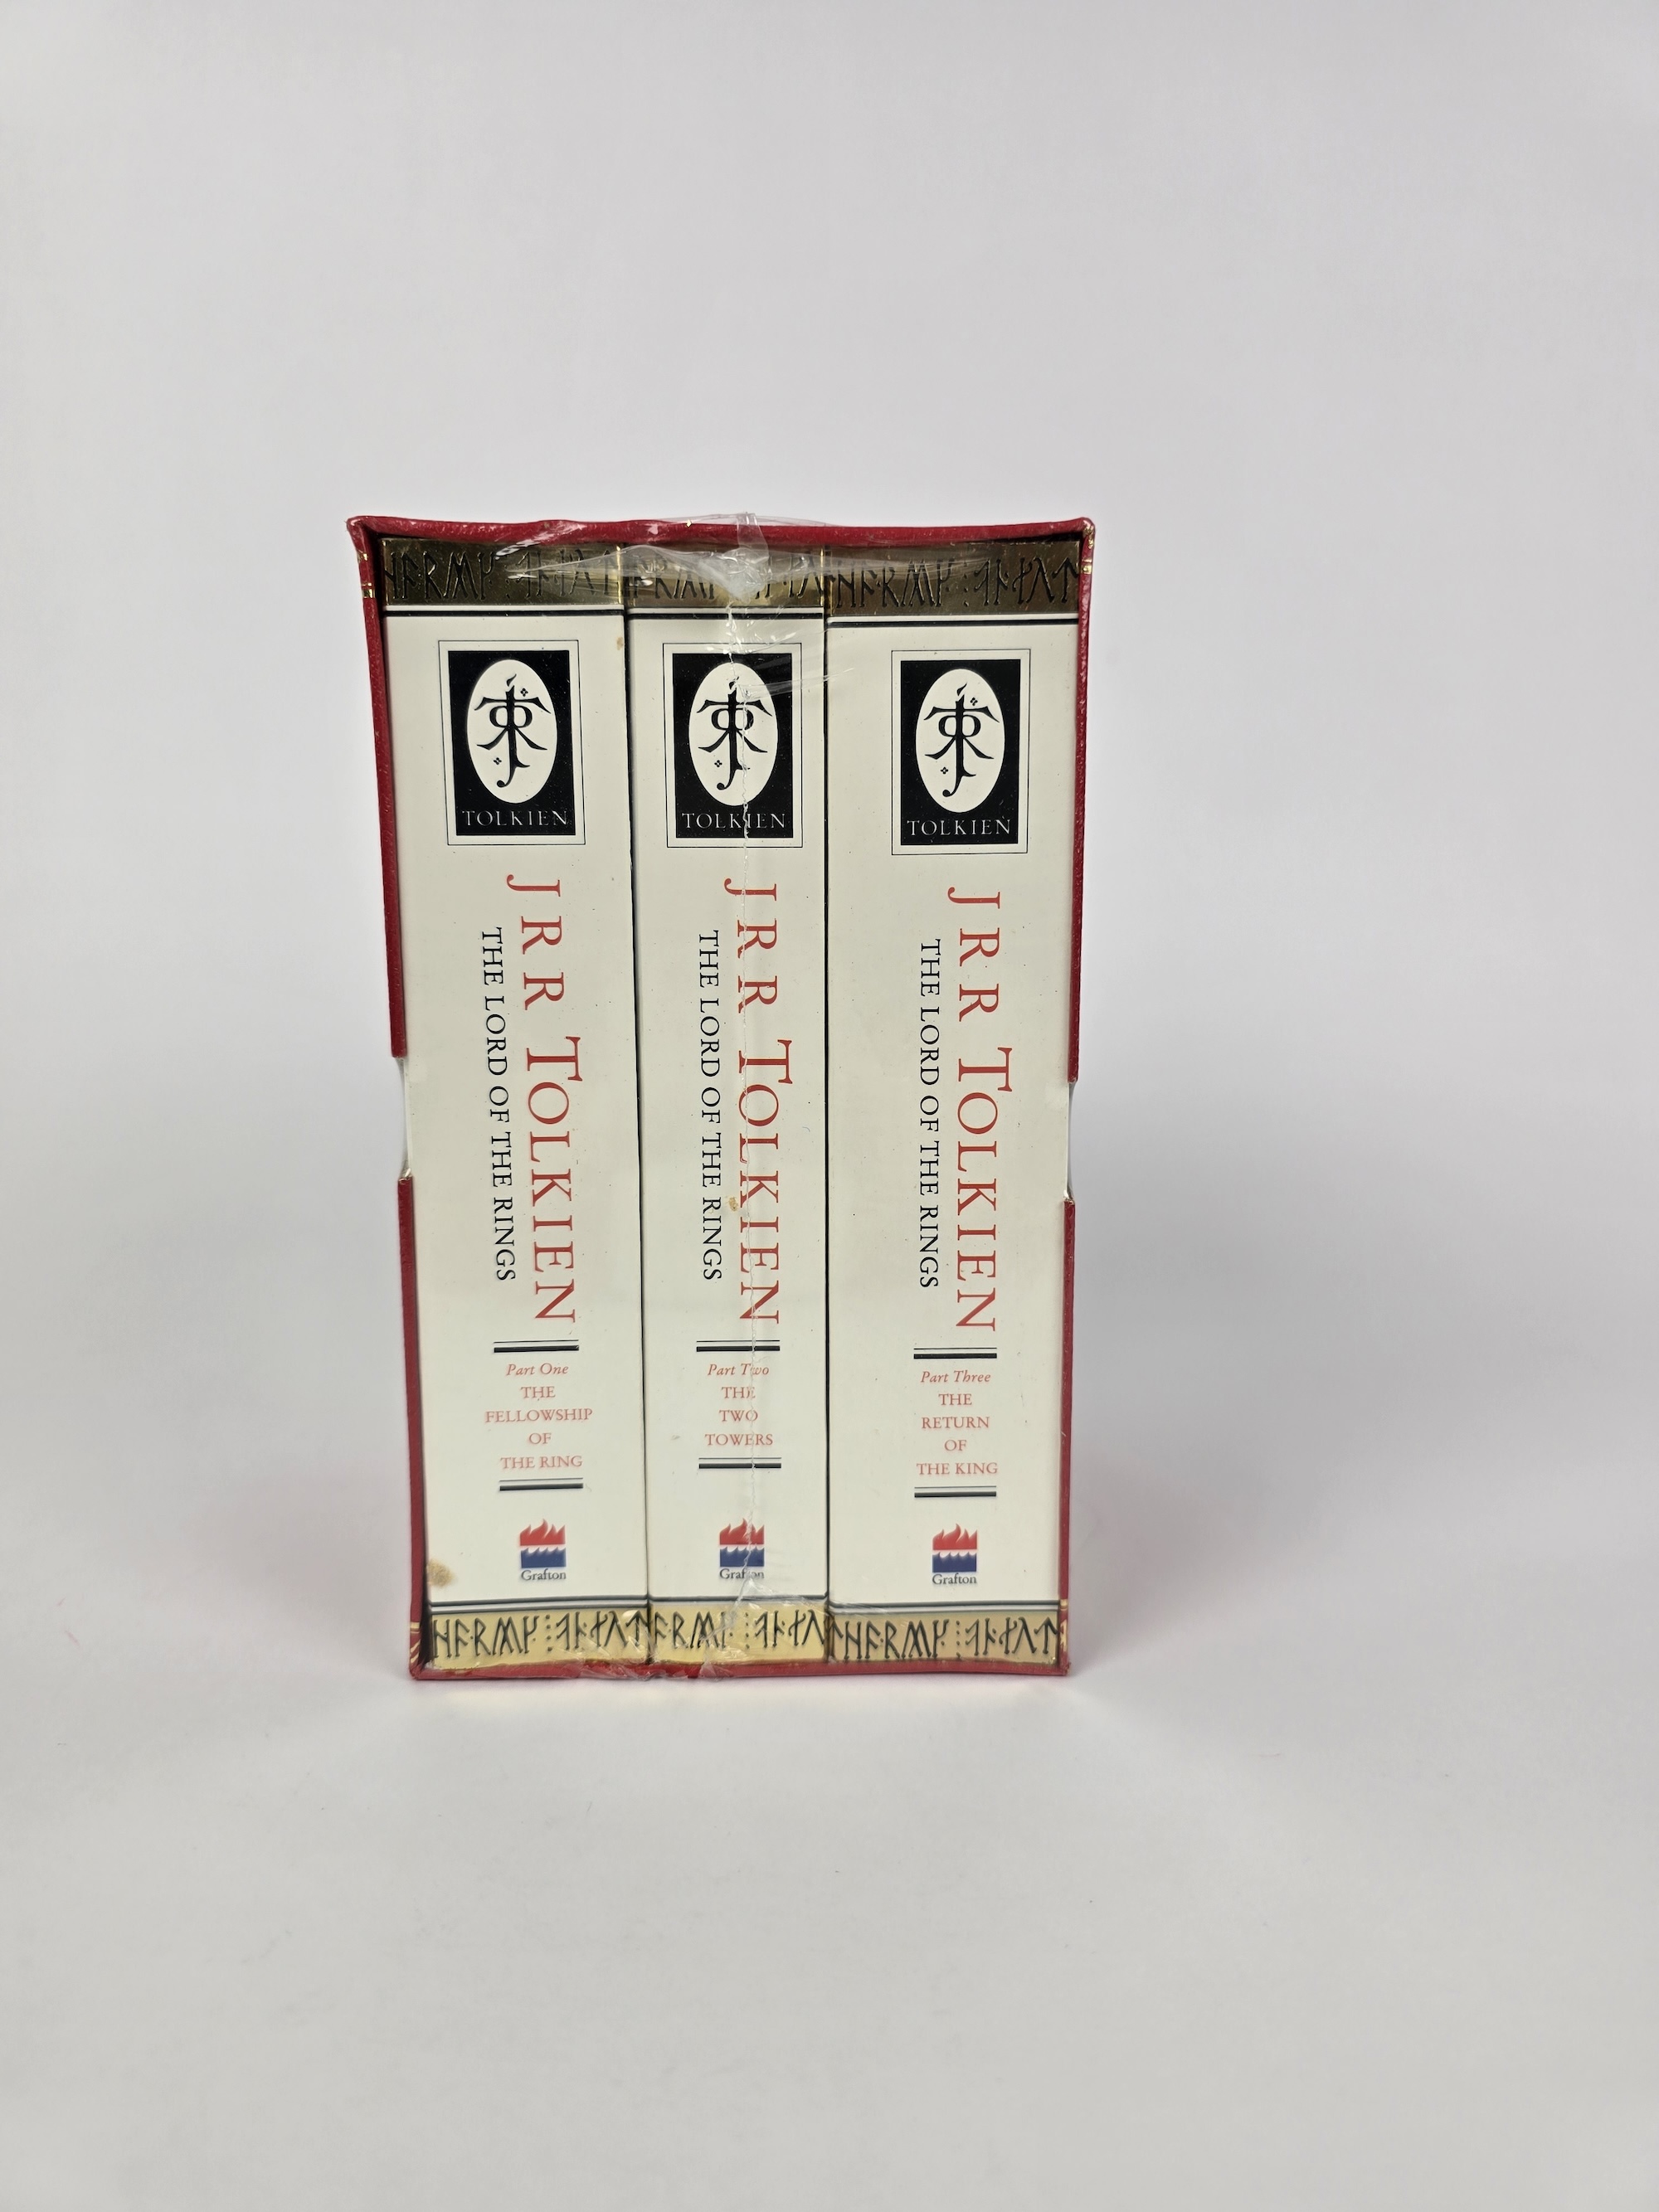 TOLKIEN
J R R TOLKIEN
THE LORD OF THE RINGS
Part One
THE
FELLOWSHIP
OF
THE RING
Grafton
TOLKIEN
J R R TOLKIEN
THE LORD OF THE RINGS
Part Two
THE
TWO
TOWERS
Grafton
TOLKIEN
J R R TOLKIEN
THE LORD OF THE RINGS
Part Three
THE
RETURN
OF
THE KING
Grafton